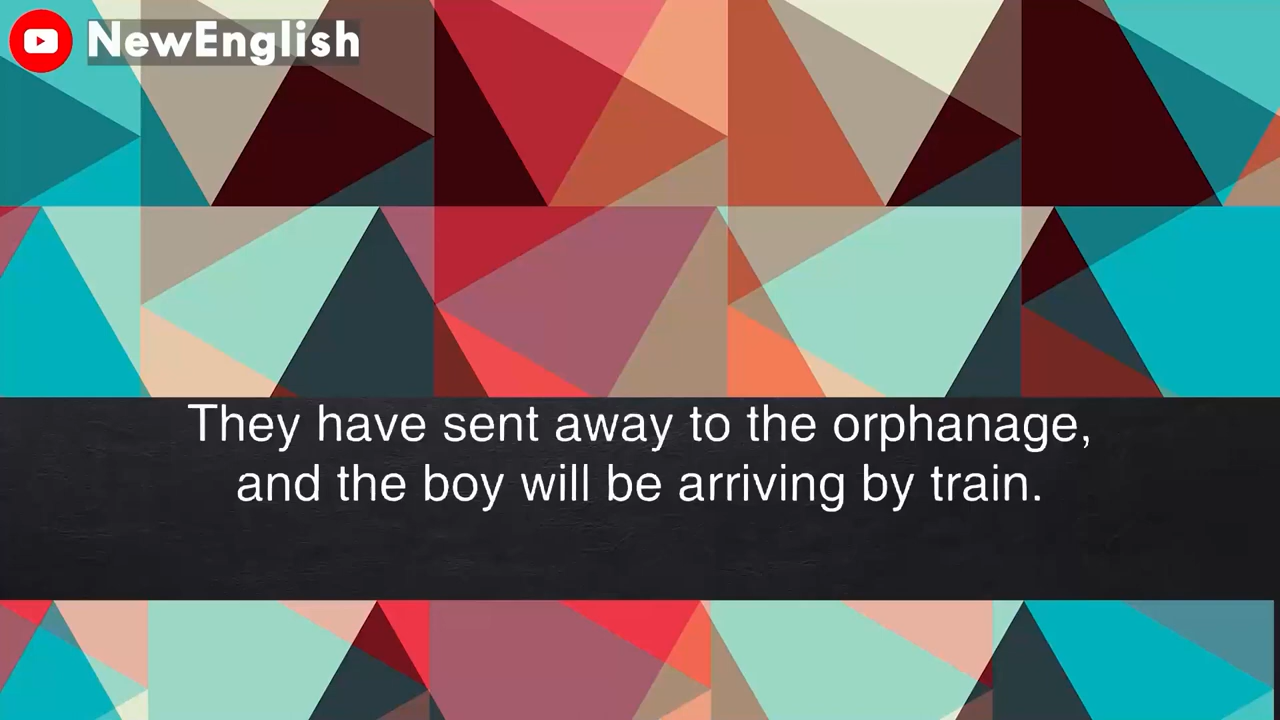 NewEnglish
They have sent away to the orphanage,
and the boy will be arriving by train.